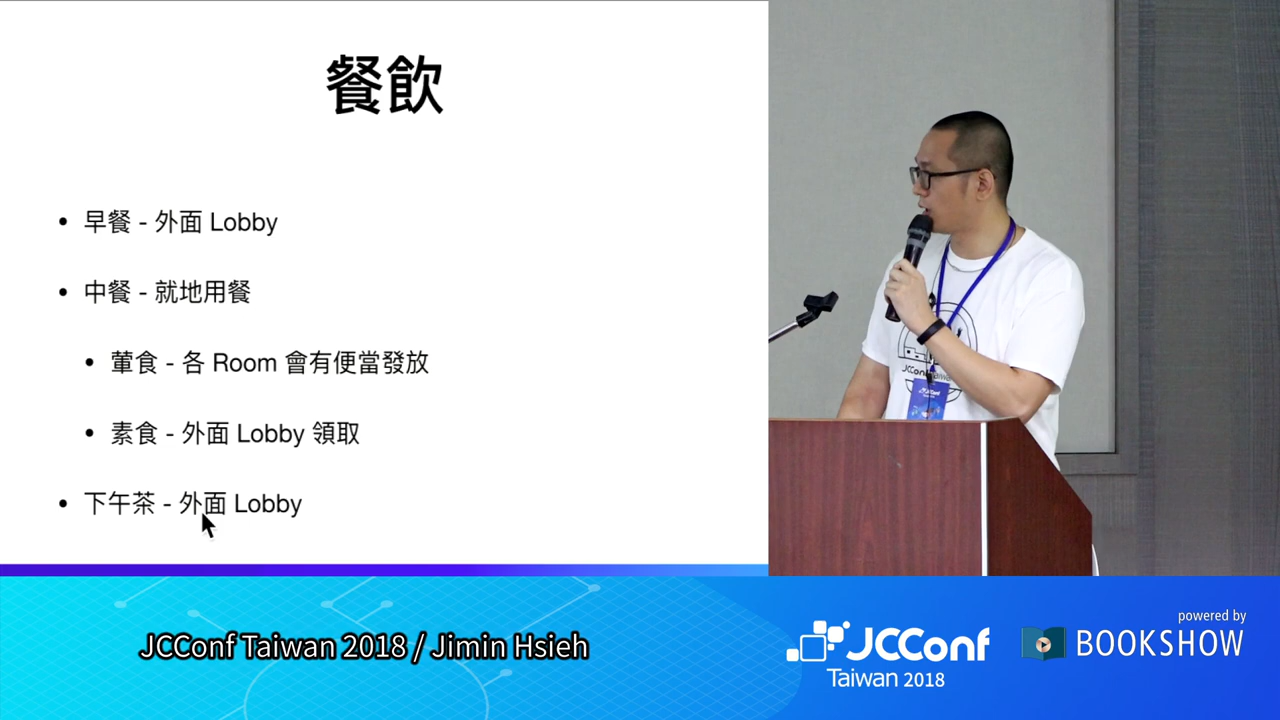 餐飲
• 早餐 - 外面 Lobby
• 中餐 - 就地用餐
• 葷食 - 各 Room 會有便當發放
• 素食 - 外面 Lobby 領取
• 下午茶 - 外面 Lobby
JCConf Taiwan 2018 / Jimin Hsieh
JCConf
Taiwan 2018
powered by
BOOKSHOW